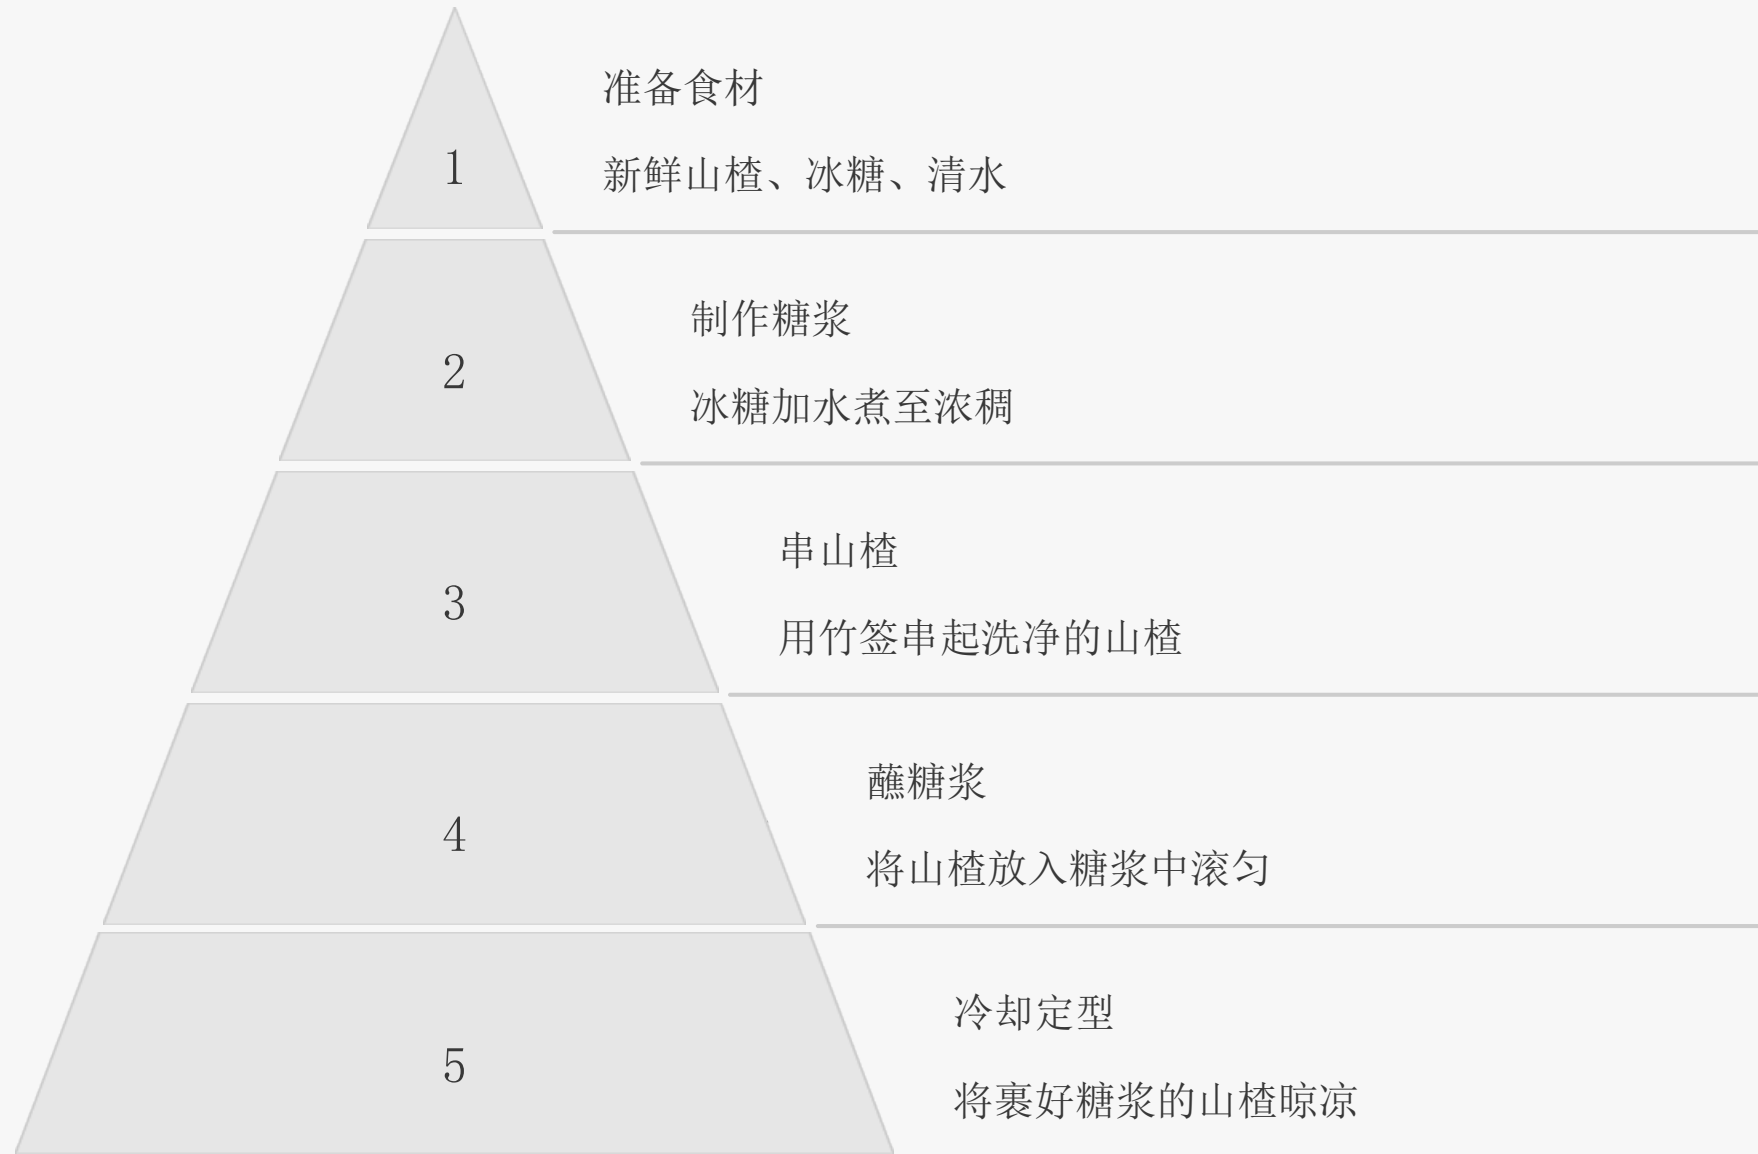 1
准备食材
新鲜山楂、冰糖、清水
2
制作糖浆
冰糖加水煮至浓稠
3
串山楂
用竹签串起洗净的山楂
4
蘸糖浆
将山楂放入糖浆中滚匀
5
冷却定型
将裹好糖浆的山楂晾凉